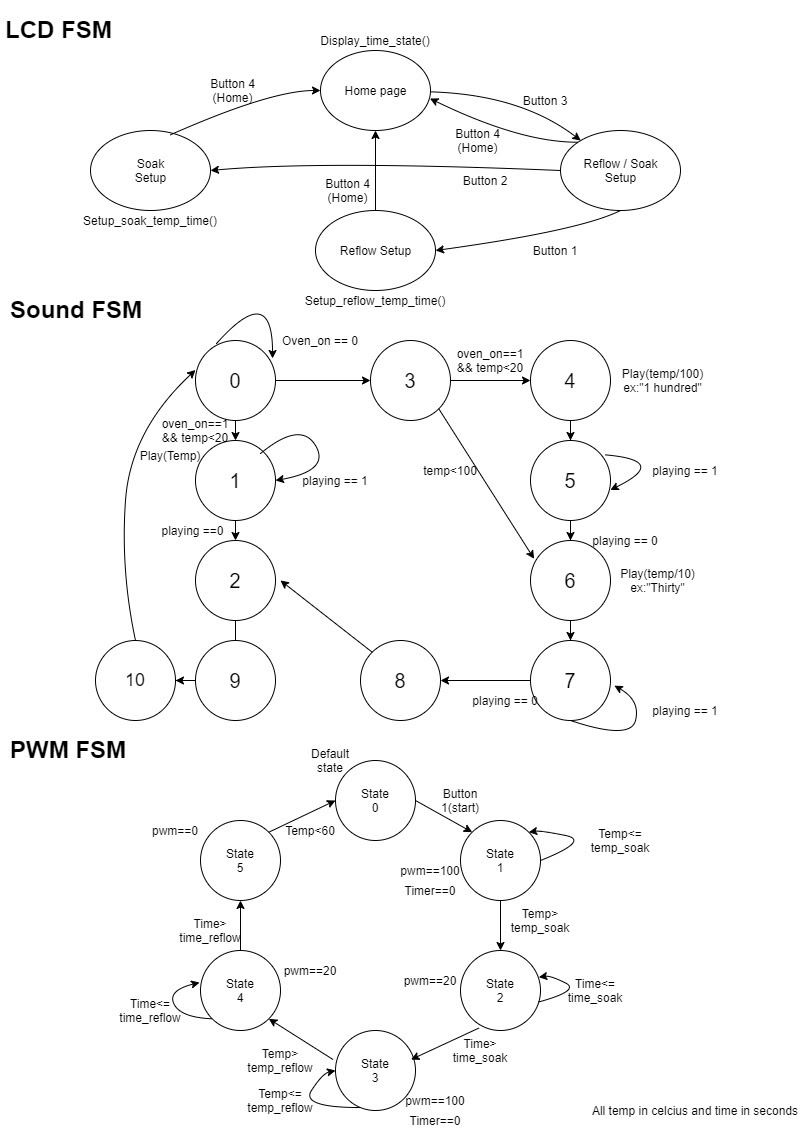 LCD FSM
Display_time_state()
Home page
Button 4
(Home)
Button 3
Button 4
(Home)
Soak
Setup
Reflow / Soak
Setup
Button 2
Button 4
(Home)
Setup_soak_temp_time()
Reflow Setup
Button 1
Setup_reflow_temp_time()
Sound FSM
Oven_on == 0
0
3
oven_on==1
&& temp<20
4
Play(temp/100)
ex:"1 hundred"
oven_on==1
&& temp<20
Play(Temp)
1
playing == 1
temp<100
5
playing == 1
playing ==0
playing == 0
2
6
Play(temp/10)
ex:"Thirty"
10
9
8
7
playing == 0
playing == 1
PWM FSM
Default
state
State
0
Button
1(start)
pwm==0
Temp<60
State
5
State
1
Temp<=
temp_soak
pwm==100
Timer==0
Time>
time_reflow
Temp>
temp_soak
State
4
pwm==20
pwm==20
State
2
Time<=
time_soak
Time<=
time_reflow
Time>
time_soak
Temp>
temp_reflow
State
3
Temp<=
temp_reflow
pwm==100
Timer==0
All temp in celcius and time in seconds